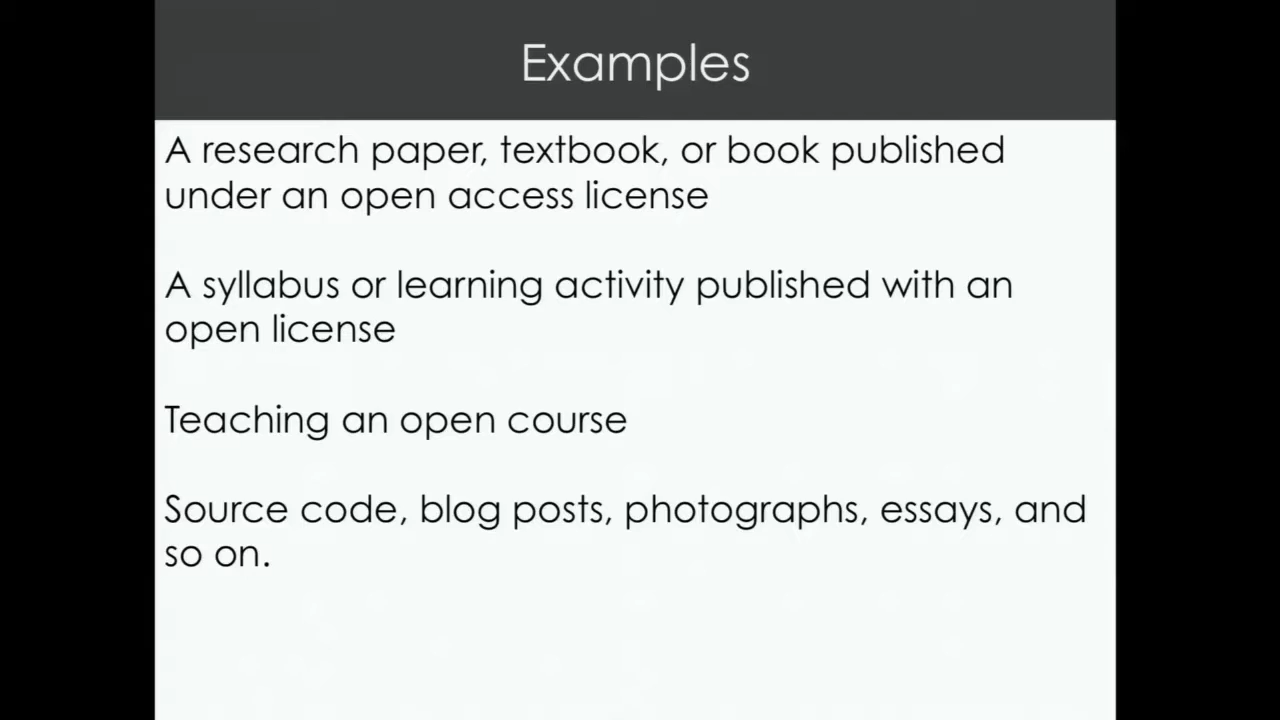 Examples
A research paper, textbook, or book published
under an open access license
A syllabus or learning activity published with an
open license
Teaching an open course
Source code, blog posts, photographs, essays, and
so on.